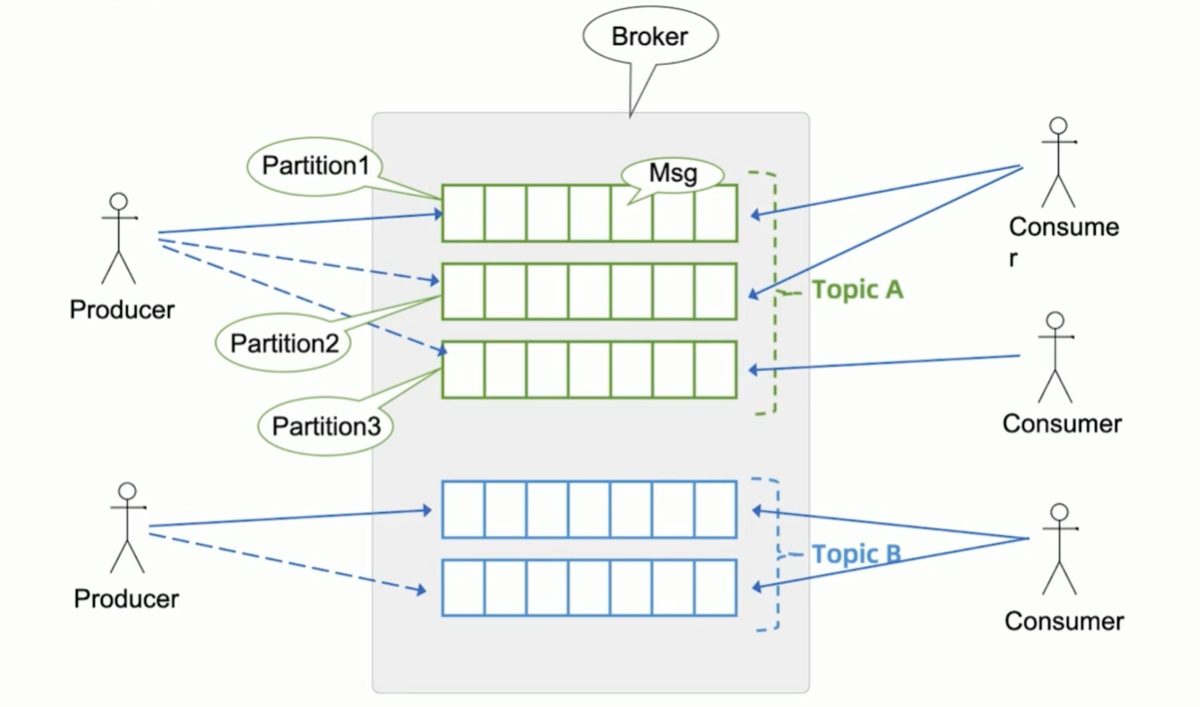 Broker
Partition1
Msg
Producer
Consume
r
Topic A
Partition2
Partition3
Consumer
Producer
Topic B
Consumer